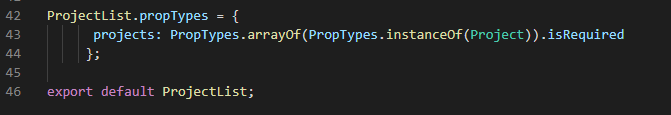 42 ProjectList.propTypes = {
43 projects: PropTypes.arrayOf(PropTypes.instanceOf(Project)).isRequired
44 };
45
46 export default ProjectList;